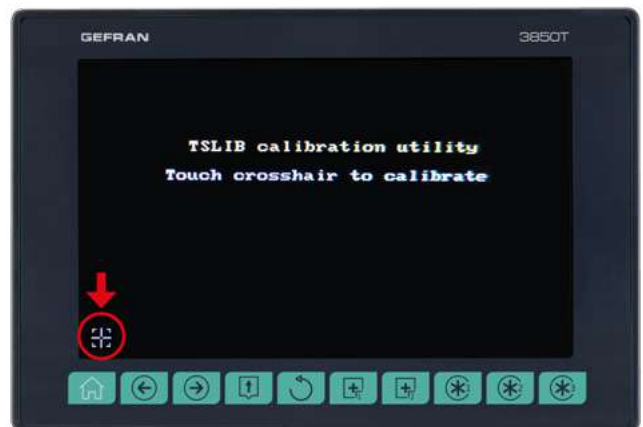 GEFRAN
3850T
TSLIB calibration utility
Touch crosshair to calibrate